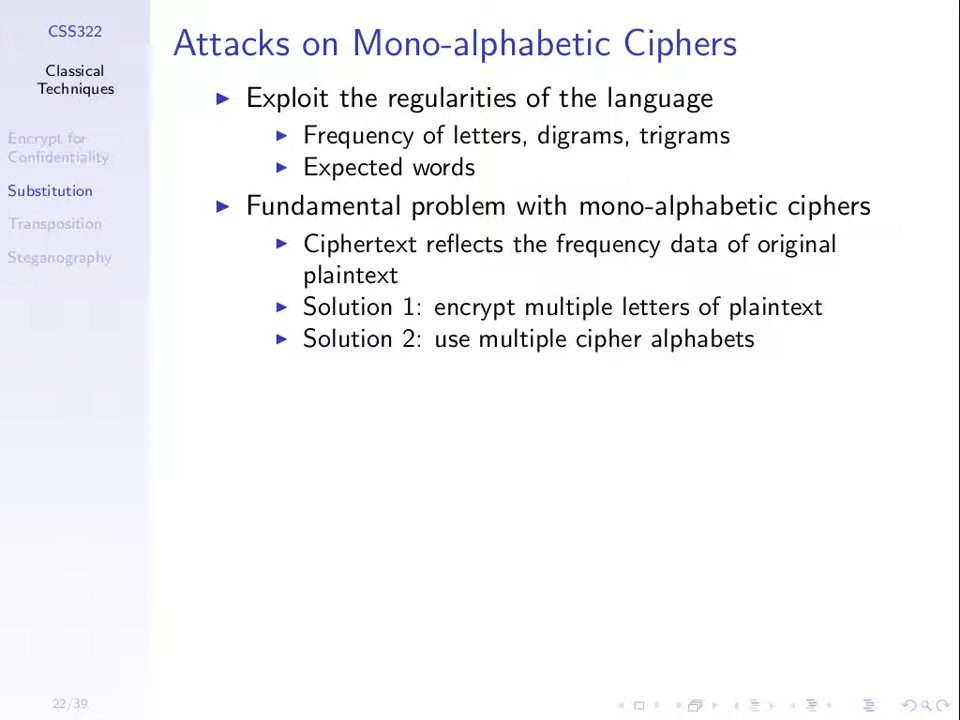 CSS322
Classical
Techniques
Encrypt for
Confidentiality
Substitution
Transposition
Steganography
22/39
Attacks on Mono-alphabetic Ciphers
Exploit the regularities of the language
Frequency of letters, digrams, trigrams
Expected words
Fundamental problem with mono-alphabetic ciphers
Ciphertext reflects the frequency data of original
plaintext
Solution 1: encrypt multiple letters of plaintext
Solution 2: use multiple cipher alphabets